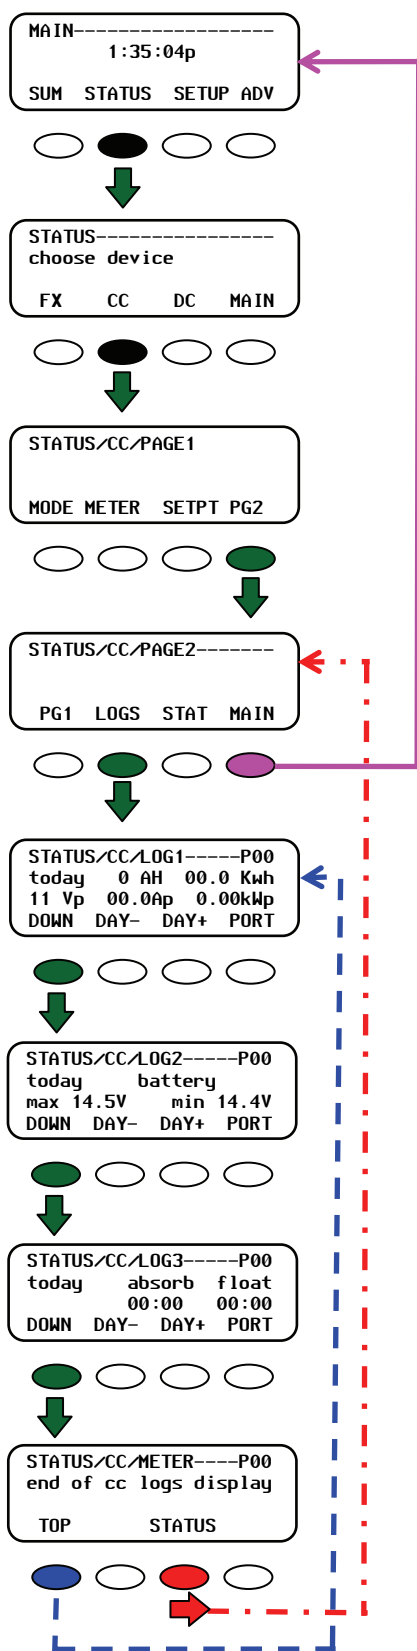 MAIN-------------------
1:35:04p
SUM STATUS SETUP ADV
STATUS-----------------
choose device
FX CC DC MAIN
STATUS/CC/PAGE1
MODE METER SETPT PG2
STATUS/CC/PAGE2-------
PG1 LOGS STAT MAIN
STATUS/CC/LOG1-----P00
today 0 AH 00.0 Kwh
11 Vp 00.0Ap 0.00kWp
DOWN DAY- DAY+ PORT
STATUS/CC/LOG2-----P00
today battery
max 14.5V min 14.4V
DOWN DAY- DAY+ PORT
STATUS/CC/LOG3-----P00
today absorb float
00:00 00:00
DOWN DAY- DAY+ PORT
STATUS/CC/METER----P00
end of cc logs display
TOP STATUS